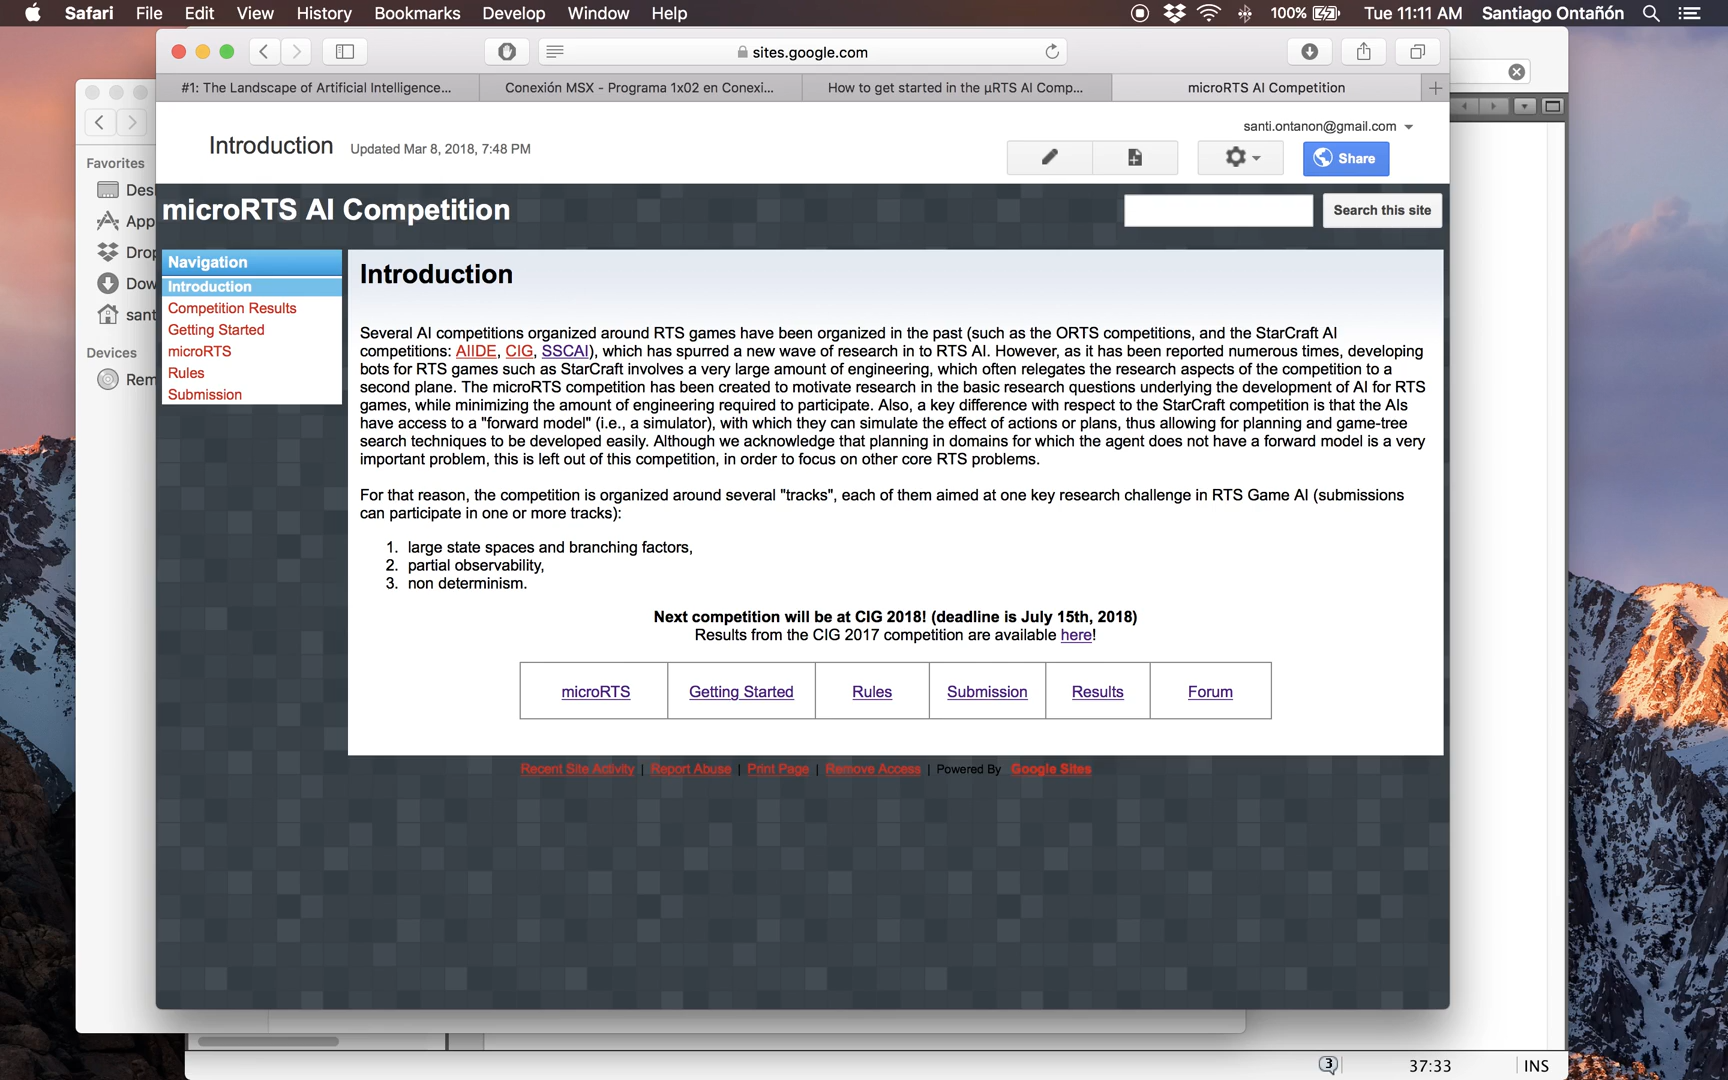 Safari File Edit View History Bookmarks Develop Window Help 100% Tue 11:11 AM Santiago Ontañón
sites.google.com
#1: The Landscape of Artificial Intelligence...
Conexión MSX - Programa 1x02 en Conexi...
How to get started in the µRTS AI Comp...
microRTS AI Competition
santi.ontanon@gmail.com
Introduction Updated Mar 8, 2018, 7:48 PM
Share
microRTS AI Competition
Search this site
Favorites
Des
App
Drop
Dow
sant
Devices
Rem
Navigation
Introduction
Competition Results
Getting Started
microRTS
Rules
Submission
Introduction
Several AI competitions organized around RTS games have been organized in the past (such as the ORTS competitions, and the StarCraft AI
competitions: AIIDE, CIG, SSCAI), which has spurred a new wave of research in to RTS AI. However, as it has been reported numerous times, developing
bots for RTS games such as StarCraft involves a very large amount of engineering, which often relegates the research aspects of the competition to a
second plane. The microRTS competition has been created to motivate research in the basic research questions underlying the development of AI for RTS
games, while minimizing the amount of engineering required to participate. Also, a key difference with respect to the StarCraft competition is that the AIs
have access to a "forward model" (i.e., a simulator), with which they can simulate the effect of actions or plans, thus allowing for planning and game-tree
search techniques to be developed easily. Although we acknowledge that planning in domains for which the agent does not have a forward model is a very
important problem, this is left out of this competition, in order to focus on other core RTS problems.
For that reason, the competition is organized around several "tracks", each of them aimed at one key research challenge in RTS Game AI (submissions
can participate in one or more tracks):
1. large state spaces and branching factors,
2. partial observability,
3. non determinism.
Next competition will be at CIG 2018! (deadline is July 15th, 2018)
Results from the CIG 2017 competition are available here!
microRTS Getting Started Rules Submission Results Forum
Recent Site Activity | Report Abuse | Print Page | Remove Access | Powered By Google Sites
3 37:33 INS